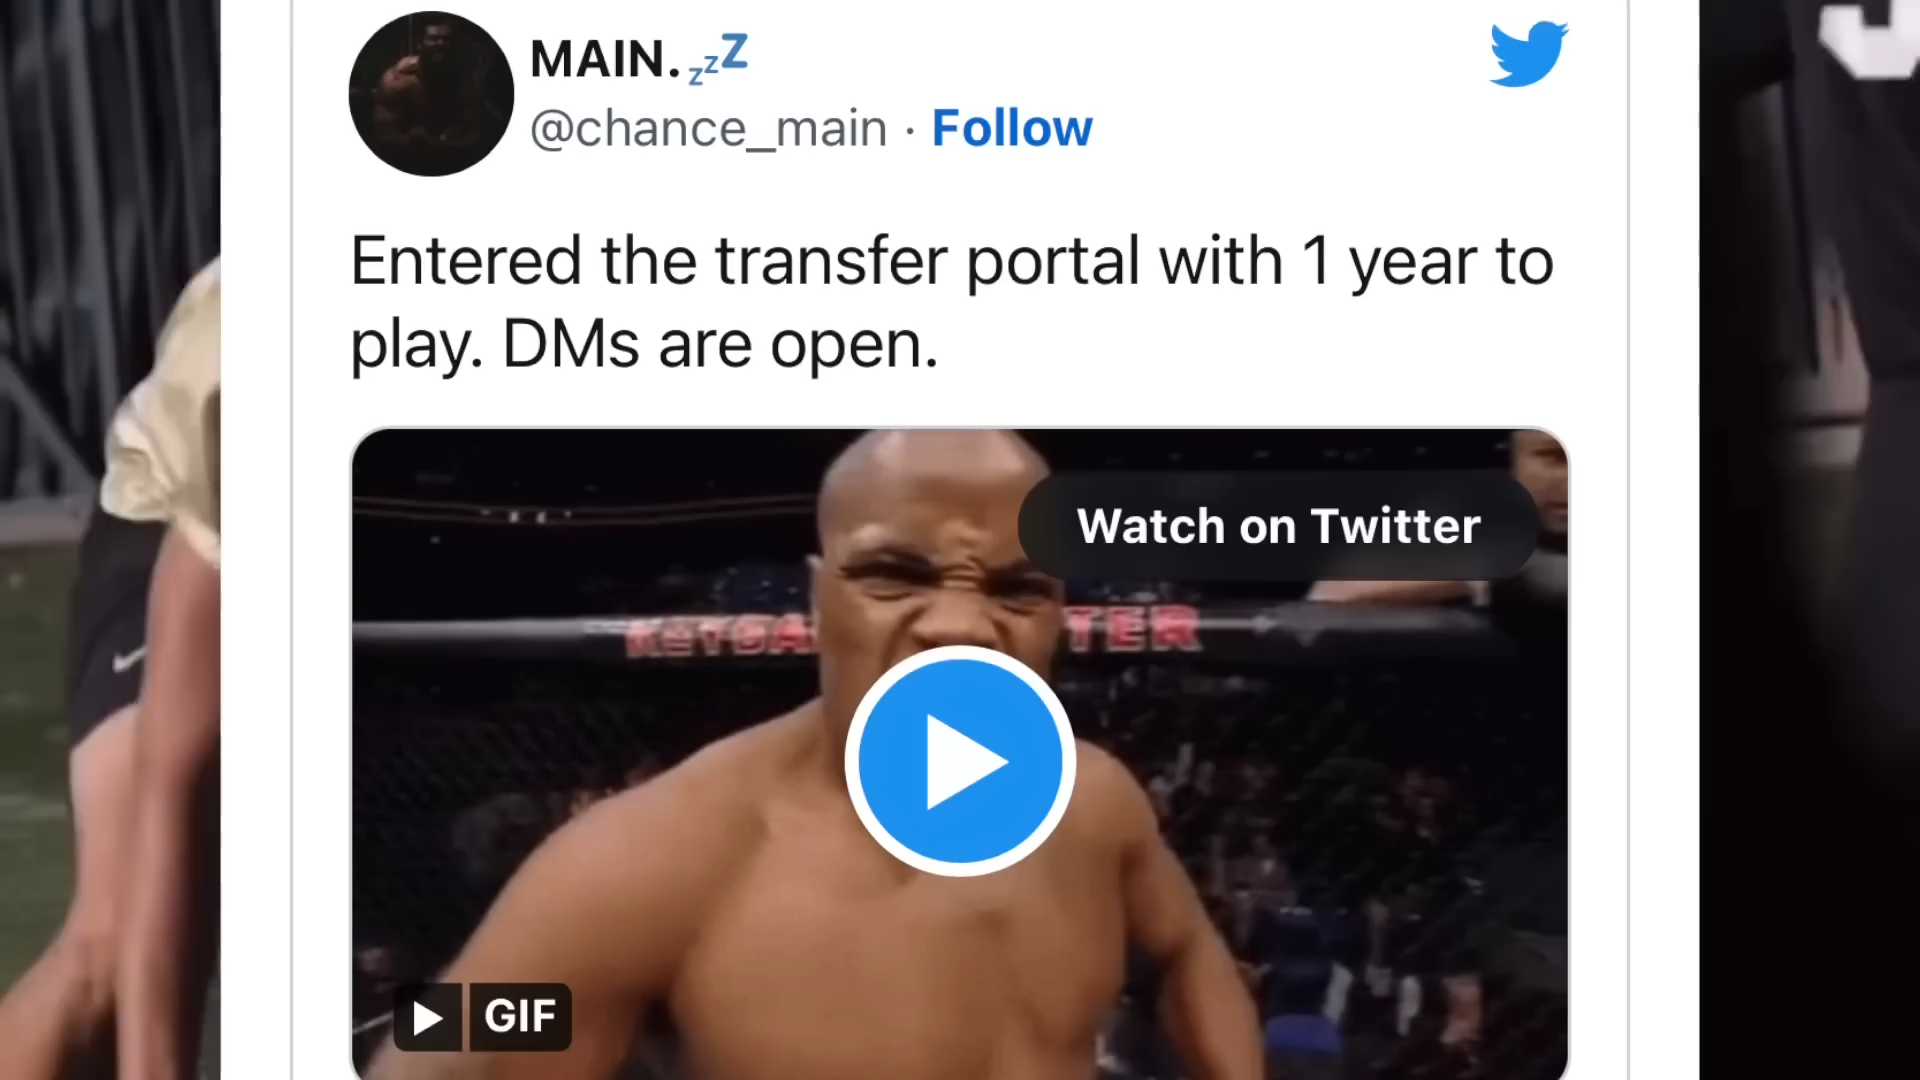 MAIN. 💤
@chance_main · Follow
Entered the transfer portal with 1 year to
play. DMs are open.
Watch on Twitter
TER
GIF